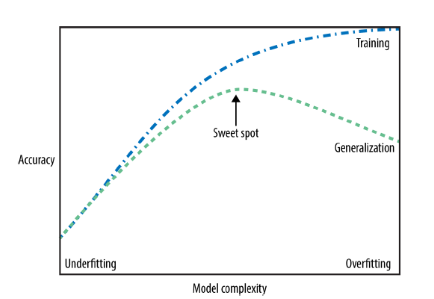 Training
Sweet spot
Generalization
Accuracy
Underfitting
Overfitting
Model complexity